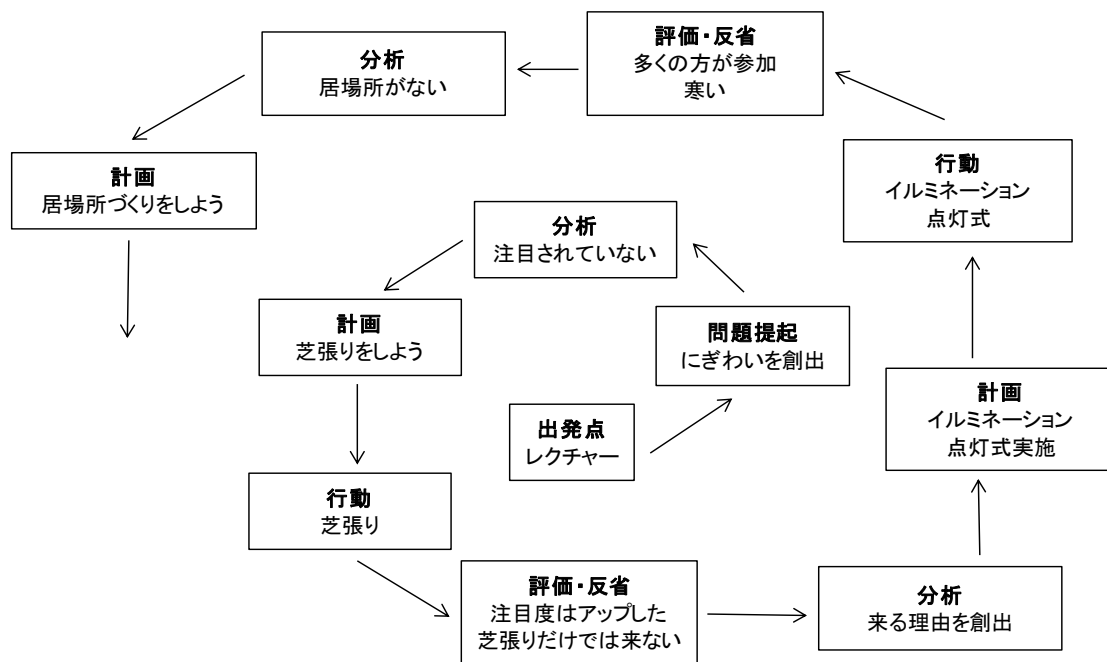 出発点
レクチャー
問題提起
にぎわいを創出
分析
注目されていない
計画
芝張りをしよう
行動
芝張り
評価・反省
注目度はアップした
芝張りだけでは来ない
分析
来る理由を創出
計画
イルミネーション
点灯式実施
行動
イルミネーション
点灯式
評価・反省
多くの方が参加
寒い
分析
居場所がない
計画
居場所づくりをしよう